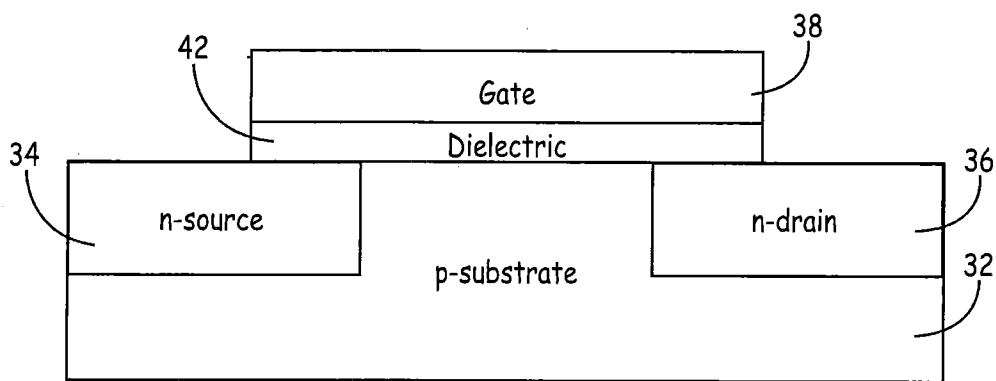 38
42
Gate
Dielectric
34
36
n-source
n-drain
p-substrate
32